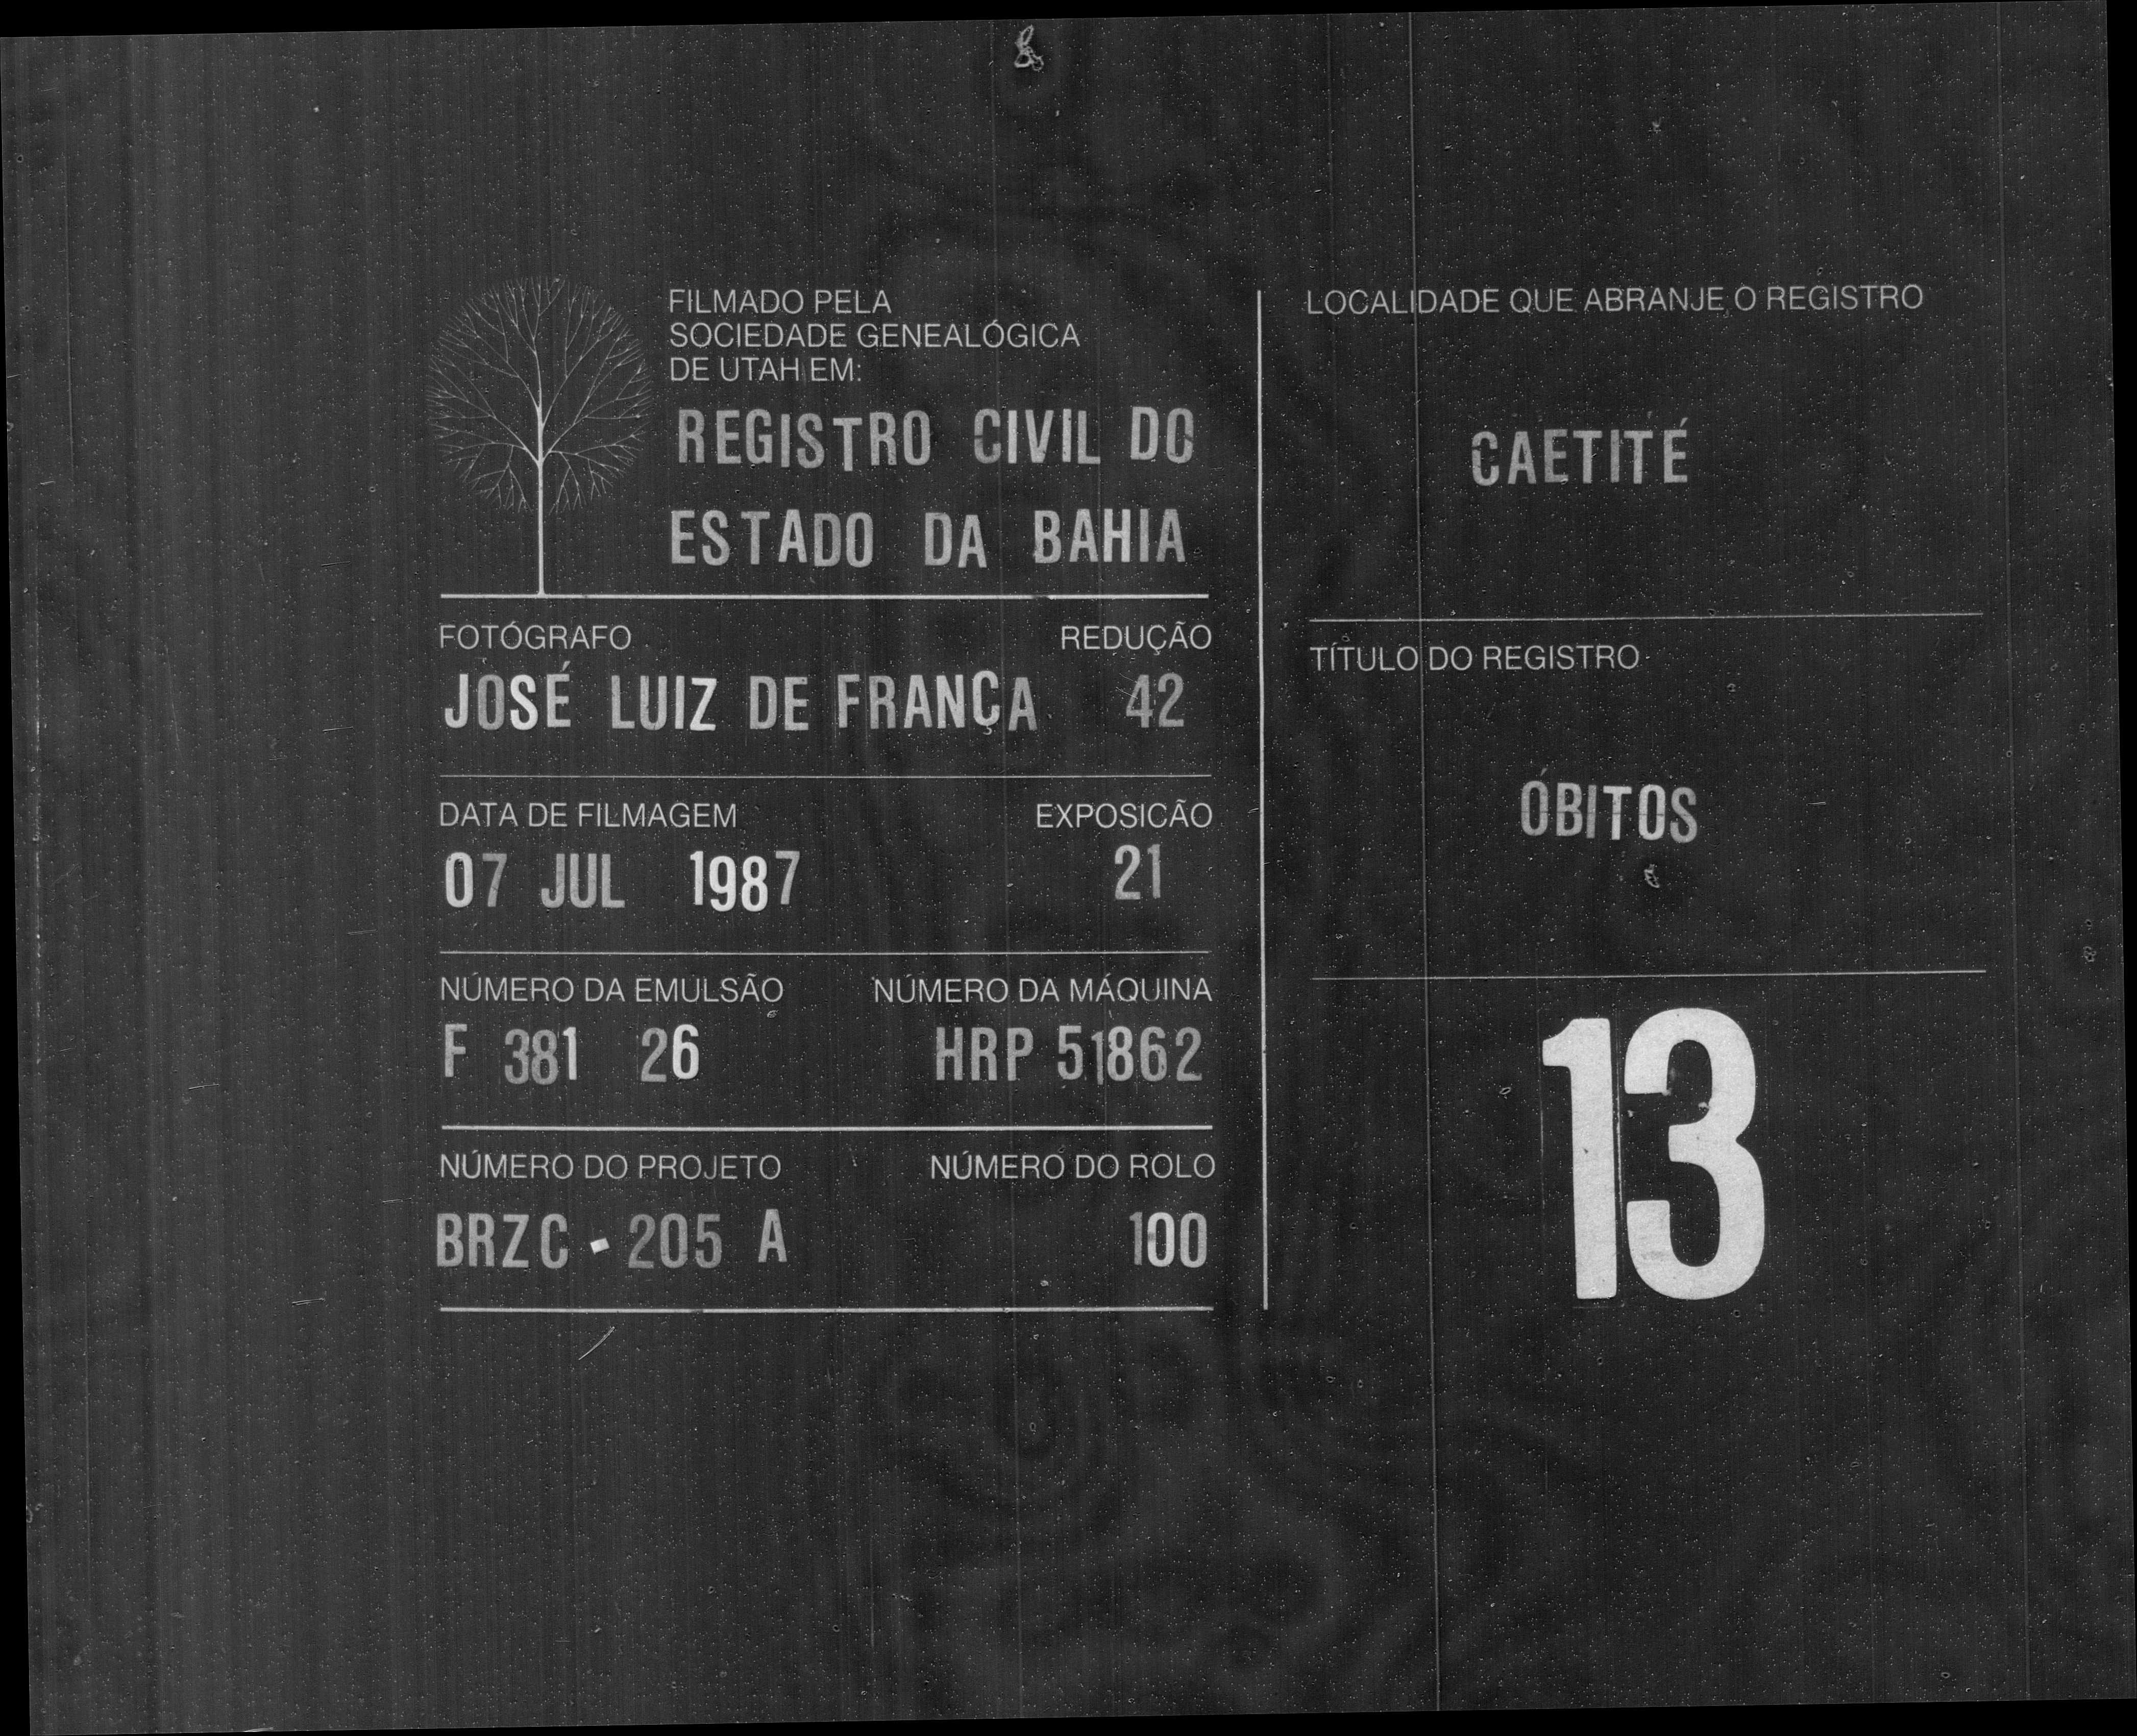 FILMADO PELA
SOCIEDADE GENEALÓGICA
DE UTAH EM:
REGISTRO CIVIL DO
ESTADO DA BAHIA
FOTÓGRAFO REDUÇÃO
JOSÉ LUIZ DE FRANÇA 42
DATA DE FILMAGEM EXPOSICÃO
07 JUL 1987 21
NÚMERO DA EMULSÃO NÚMERO DA MÁQUINA
F 381 26 HRP 51862
NÚMERO DO PROJETO NÚMERO DO ROLO
BRZC ▪ 205 A 100
LOCALIDADE QUE ABRANJE O REGISTRO
CAETITÉ
TÍTULO DO REGISTRO
ÓBITOS
13